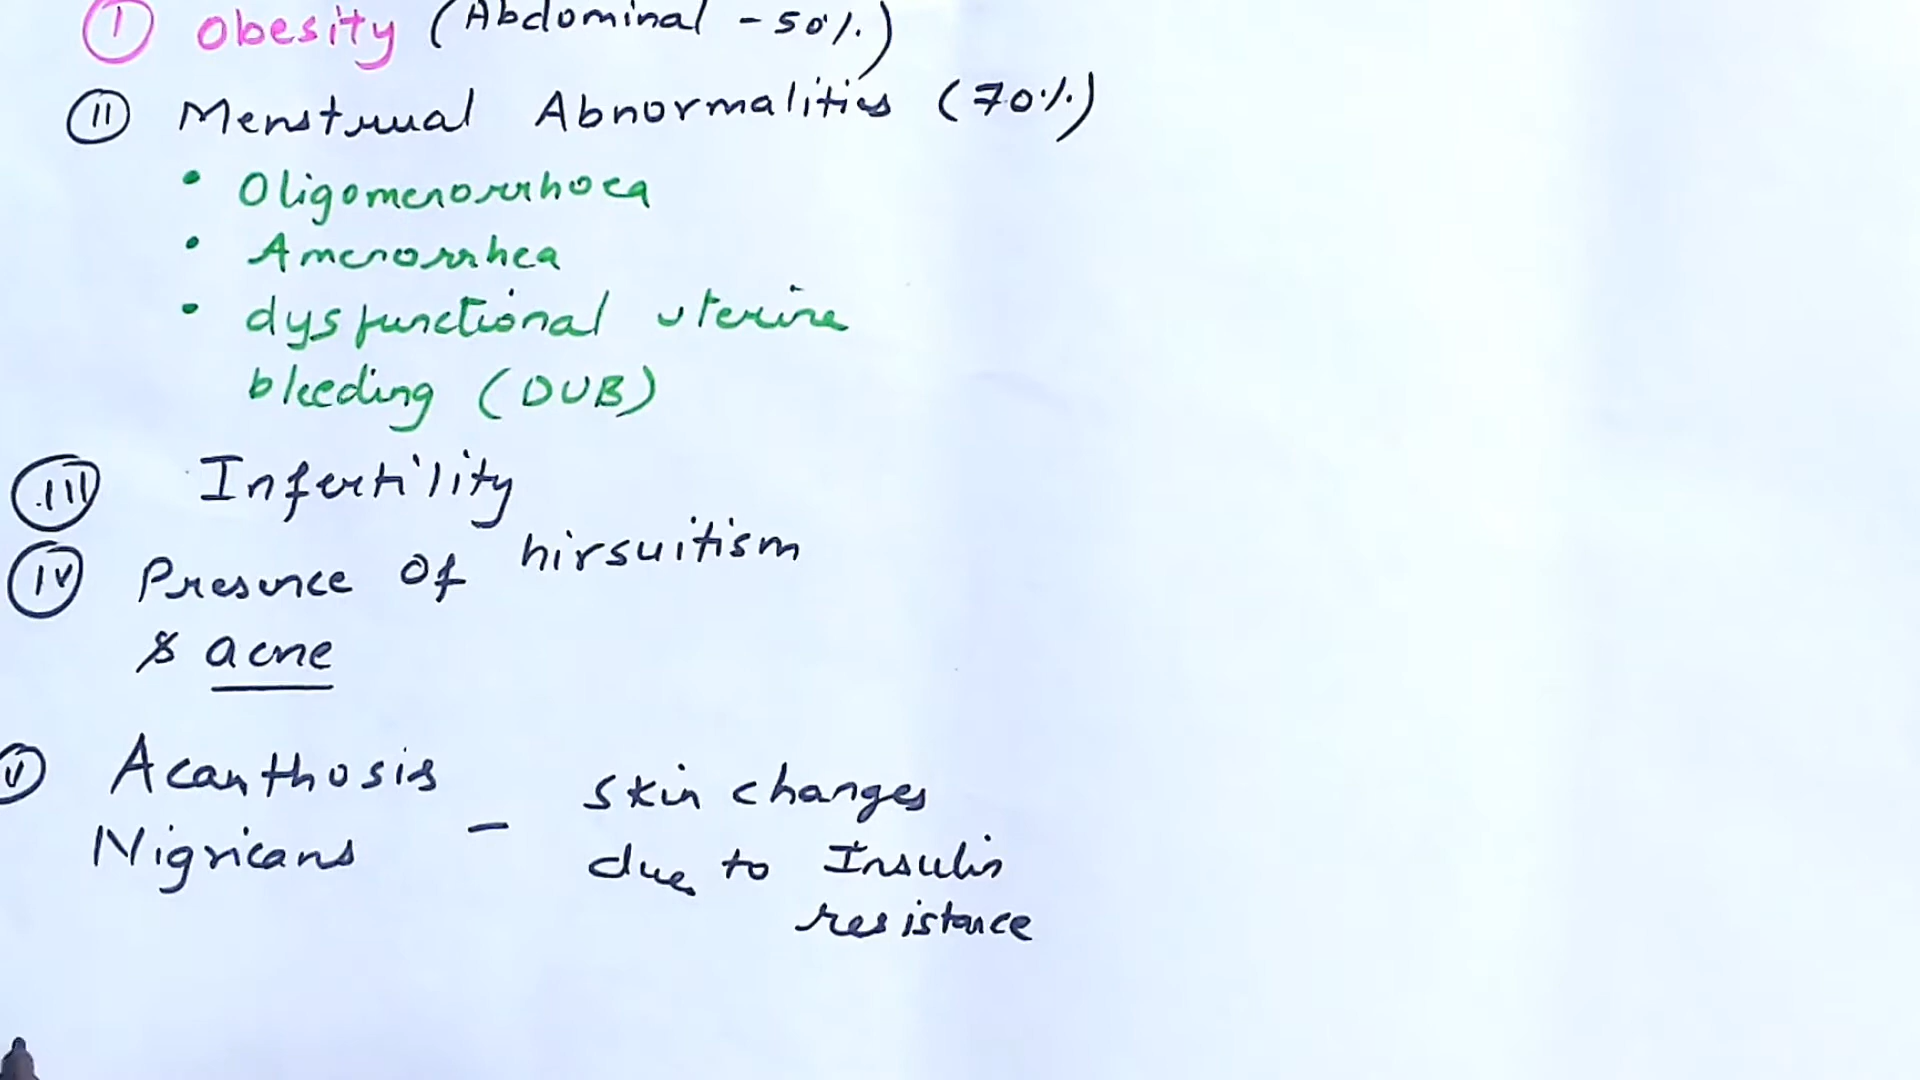 I Obesity (Abdominal - 50%.)
II Menstrual Abnormalities (70%)
• Oligomenorrhoea
• Amenorrhea
• dysfunctional uterine
bleeding (DUB)
III Infertility
IV Presence of hirsuitism
& acne
V Acanthosis
Nigricans - skin changes
due to Insulin
resistance